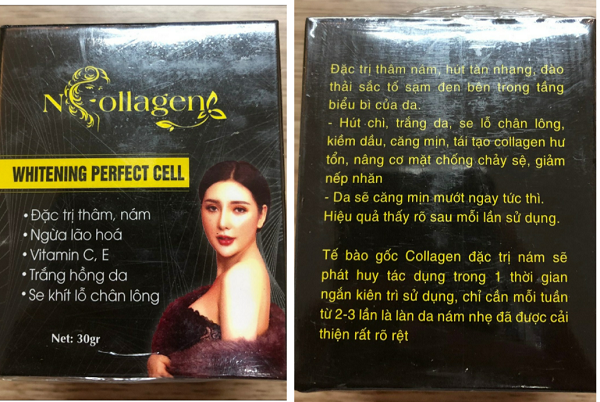 N Collagen
WHITENING PERFECT CELL
• Đặc trị thâm, nám
• Ngừa lão hoá
• Vitamin C, E
• Trắng hồng da
• Se khít lỗ chân lông
Net: 30gr
Đặc trị thâm nám, hút tàn nhang, đào
thải sắc tố sạm đen bên trong tầng
biểu bì của da.
- Hút chì, trắng da, se lỗ chân lông,
kiềm dầu, căng mịn, tái tạo collagen hư
tổn, nâng cơ mặt chống chảy sệ, giảm
nếp nhăn
- Da sẽ căng mịn mướt ngay tức thì.
Hiệu quả thấy rõ sau mỗi lần sử dụng.
Tế bào gốc Collagen đặc trị nám sẽ
phát huy tác dụng trong 1 thời gian
ngắn kiên trì sử dụng, chỉ cần mỗi tuần
từ 2-3 lần là làn da nám nhẹ đã được cải
thiện rất rõ rệt